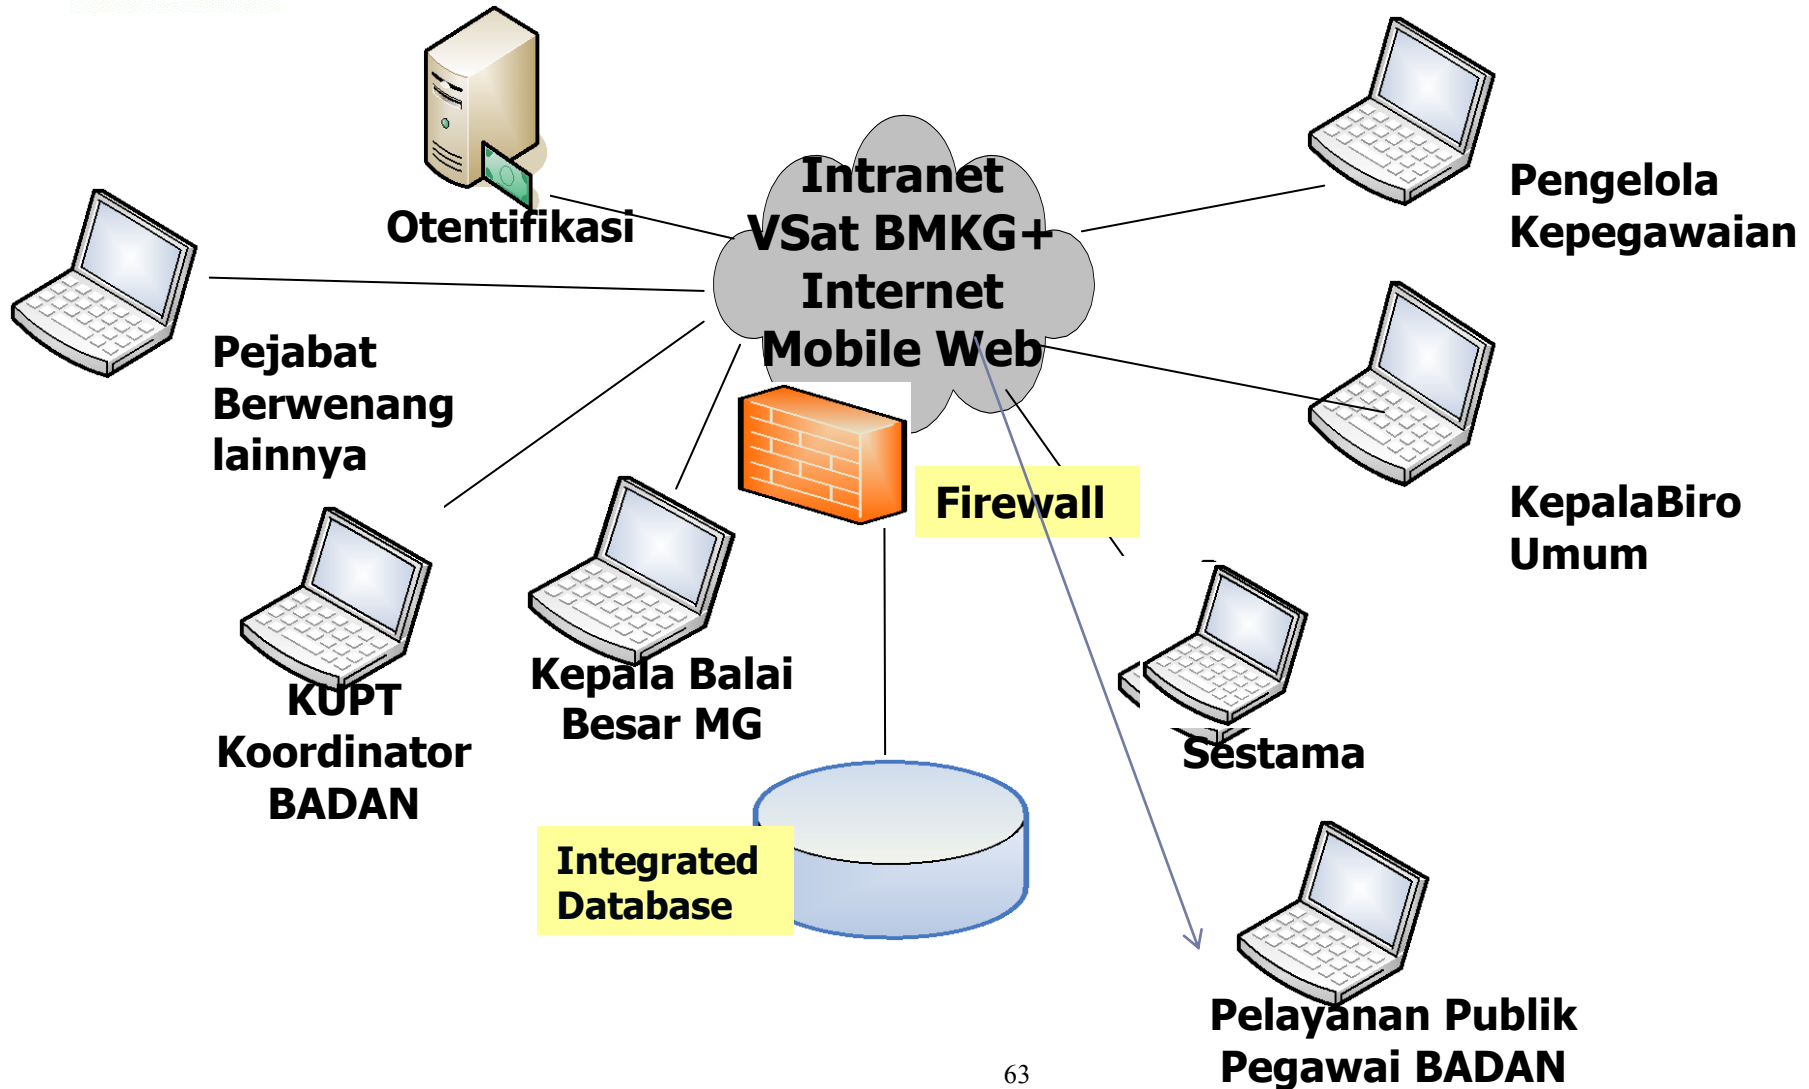 Otentifikasi
Intranet
VSat BMKG+
Internet
Mobile Web
Pengelola
Kepegawaian
Pejabat
Berwenang
lainnya
Firewall
KepalaBiro
Umum
KUPT
Koordinator
BADAN
Kepala Balai
Besar MG
Sestama
Integrated
Database
Pelayanan Publik
Pegawai BADAN
63